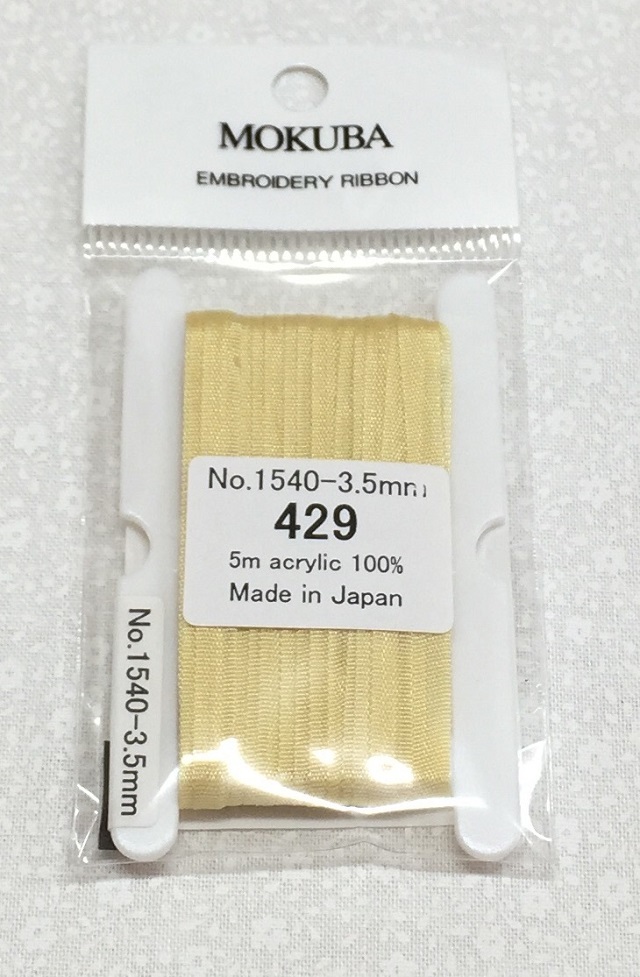 MOKUBA
EMBROIDERY RIBBON
No.1540-3.5mm
429
5m acrylic 100%
Made in Japan
No.1540-3.5mm